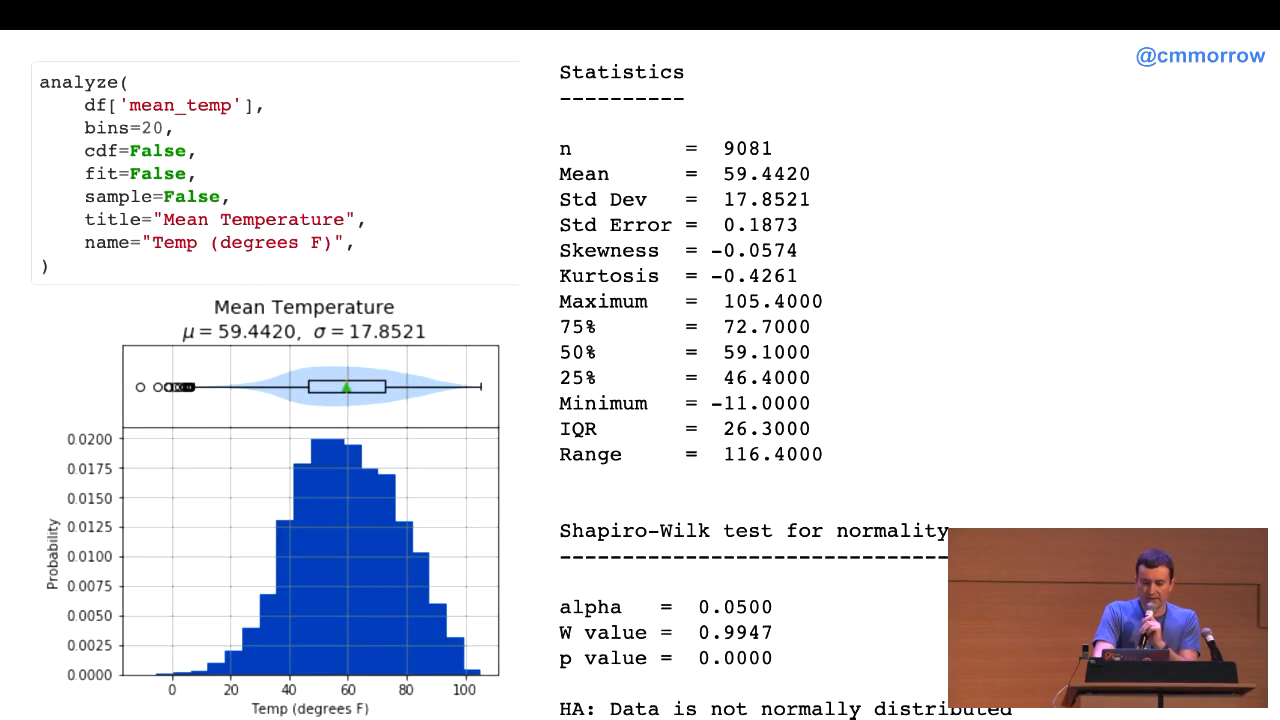 @cmmorrow
analyze(
df['mean_temp'],
bins=20,
cdf=False,
fit=False,
sample=False,
title="Mean Temperature",
name="Temp (degrees F)",
)
Mean Temperature
μ = 59.4420,  σ = 17.8521
0.0200
0.0175
0.0150
0.0125
0.0100
0.0075
0.0050
0.0025
0.0000
Probability
0 20 40 60 80 100
Temp (degrees F)
Statistics
----------
n = 9081
Mean = 59.4420
Std Dev = 17.8521
Std Error = 0.1873
Skewness = -0.0574
Kurtosis = -0.4261
Maximum = 105.4000
75% = 72.7000
50% = 59.1000
25% = 46.4000
Minimum = -11.0000
IQR = 26.3000
Range = 116.4000
Shapiro-Wilk test for normality
-------------------------------
alpha = 0.0500
W value = 0.9947
p value = 0.0000
HA: Data is not normally distributed